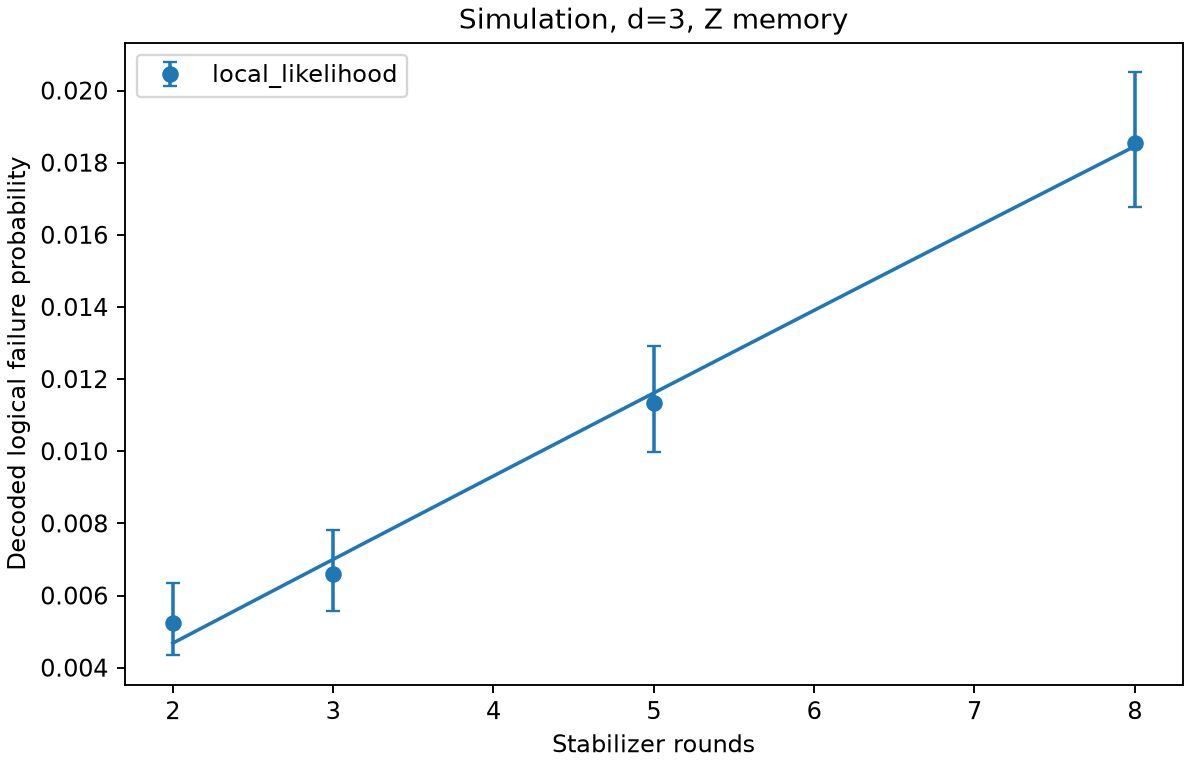 Simulation, d=3, Z memory
local_likelihood
Decoded logical failure probability
0.020
0.018
0.016
0.014
0.012
0.010
0.008
0.006
0.004
2 3 4 5 6 7 8
Stabilizer rounds